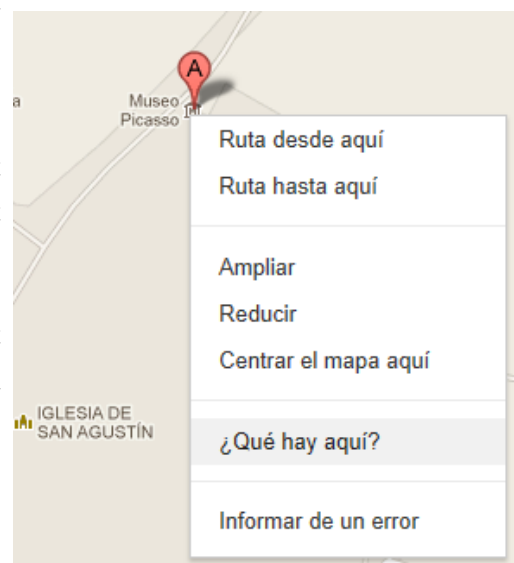 A
a
Museo
Picasso
Ruta desde aquí
Ruta hasta aquí
Ampliar
Reducir
Centrar el mapa aquí
IGLESIA DE
SAN AGUSTÍN
¿Qué hay aquí?
Informar de un error